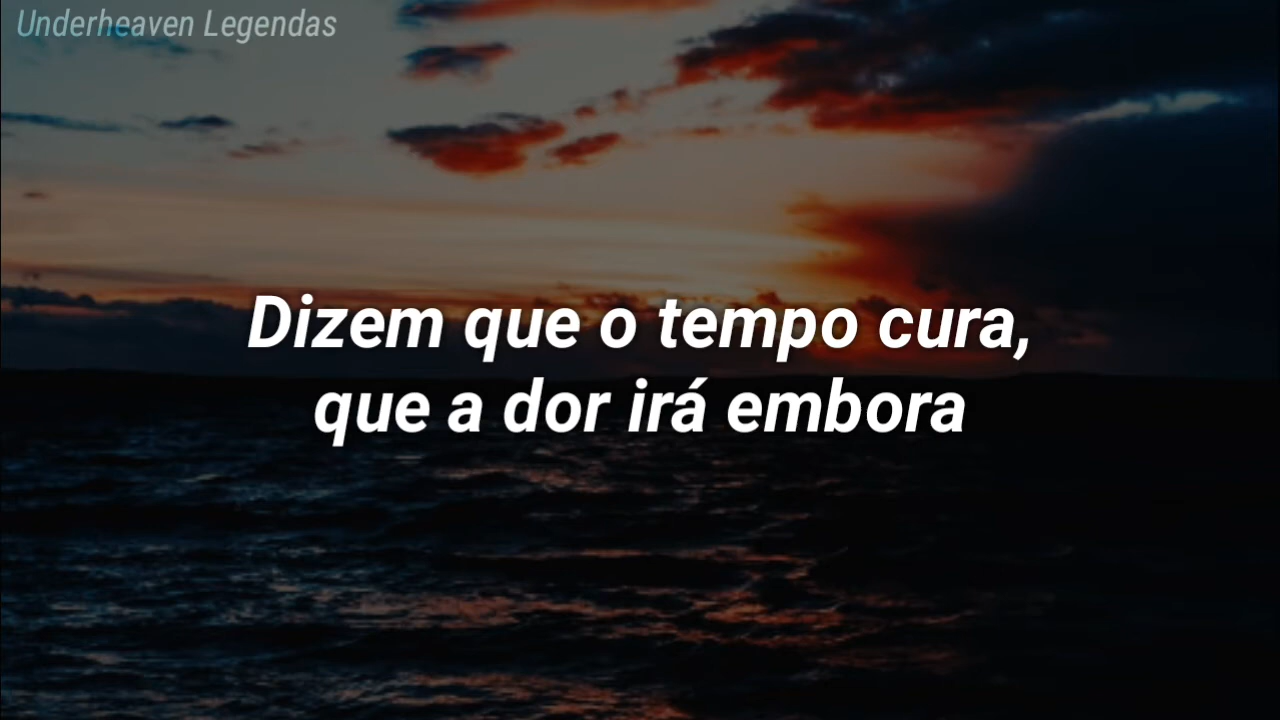 Underheaven Legendas
Dizem que o tempo cura,
que a dor irá embora